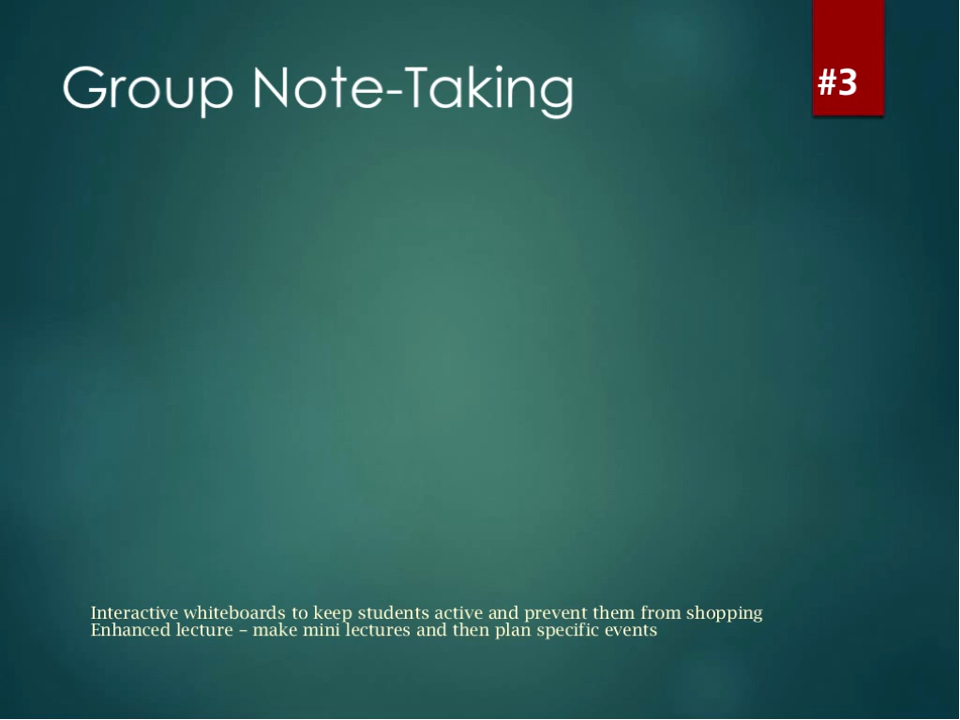 Group Note-Taking
#3
Interactive whiteboards to keep students active and prevent them from shopping
Enhanced lecture – make mini lectures and then plan specific events